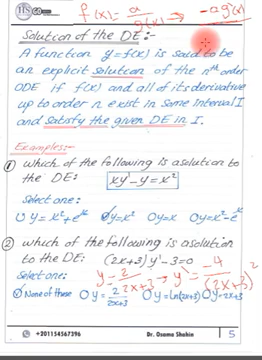 f(x) = a/g(x) → -a g'(x)
Solution of the DE:-
A function y=f(x) is said to be
an explicit solution of the nth order
ODE if f(x) and all of its derivative
up to order n exist in some Interval I
and satisfy the given DE in I.
Examples:-
① which of the following is a solution to
the DE: xy' - y = x²
Select one:
y = x² + eˣ y = x² y = x y = x² - eˣ
② which of the following is a solution
to the DE: (2x+3)y' - 3 = 0
y = 2/2x+3 → y' = -4/(2x+3)²
Select one:
None of these y = 2/2x+3 y = ln(2x+3) y = 2x+3
+201154567396 Dr. Osama Shahin 5